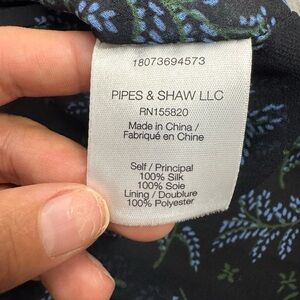 18073694573
PIPES & SHAW LLC
RN155820
Made in China /
Fabriqué en Chine
Self / Principal
100% Silk
100% Soie
Lining / Doublure
100% Polyester